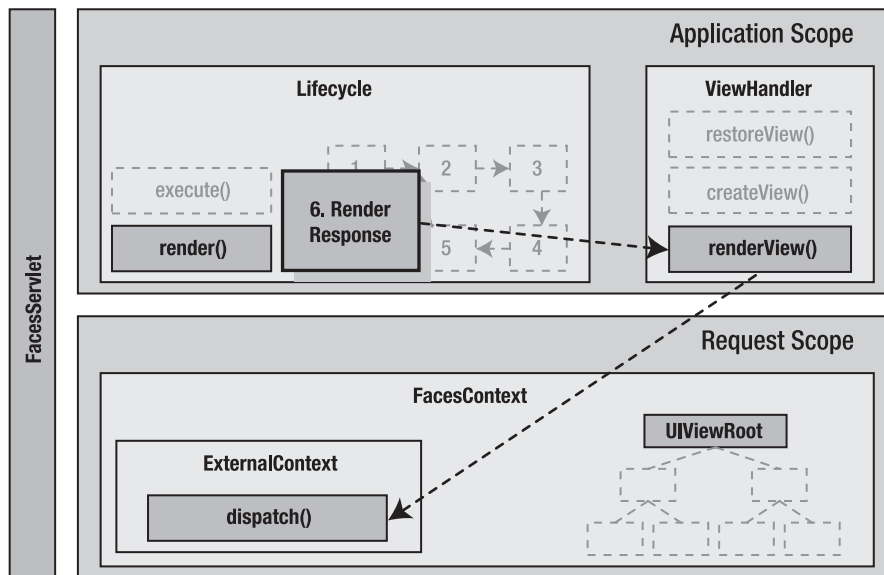 FacesServlet
Application Scope
Lifecycle
execute()
render()
1
2
3
4
5
6. Render
Response
ViewHandler
restoreView()
createView()
renderView()
Request Scope
FacesContext
ExternalContext
dispatch()
UIViewRoot